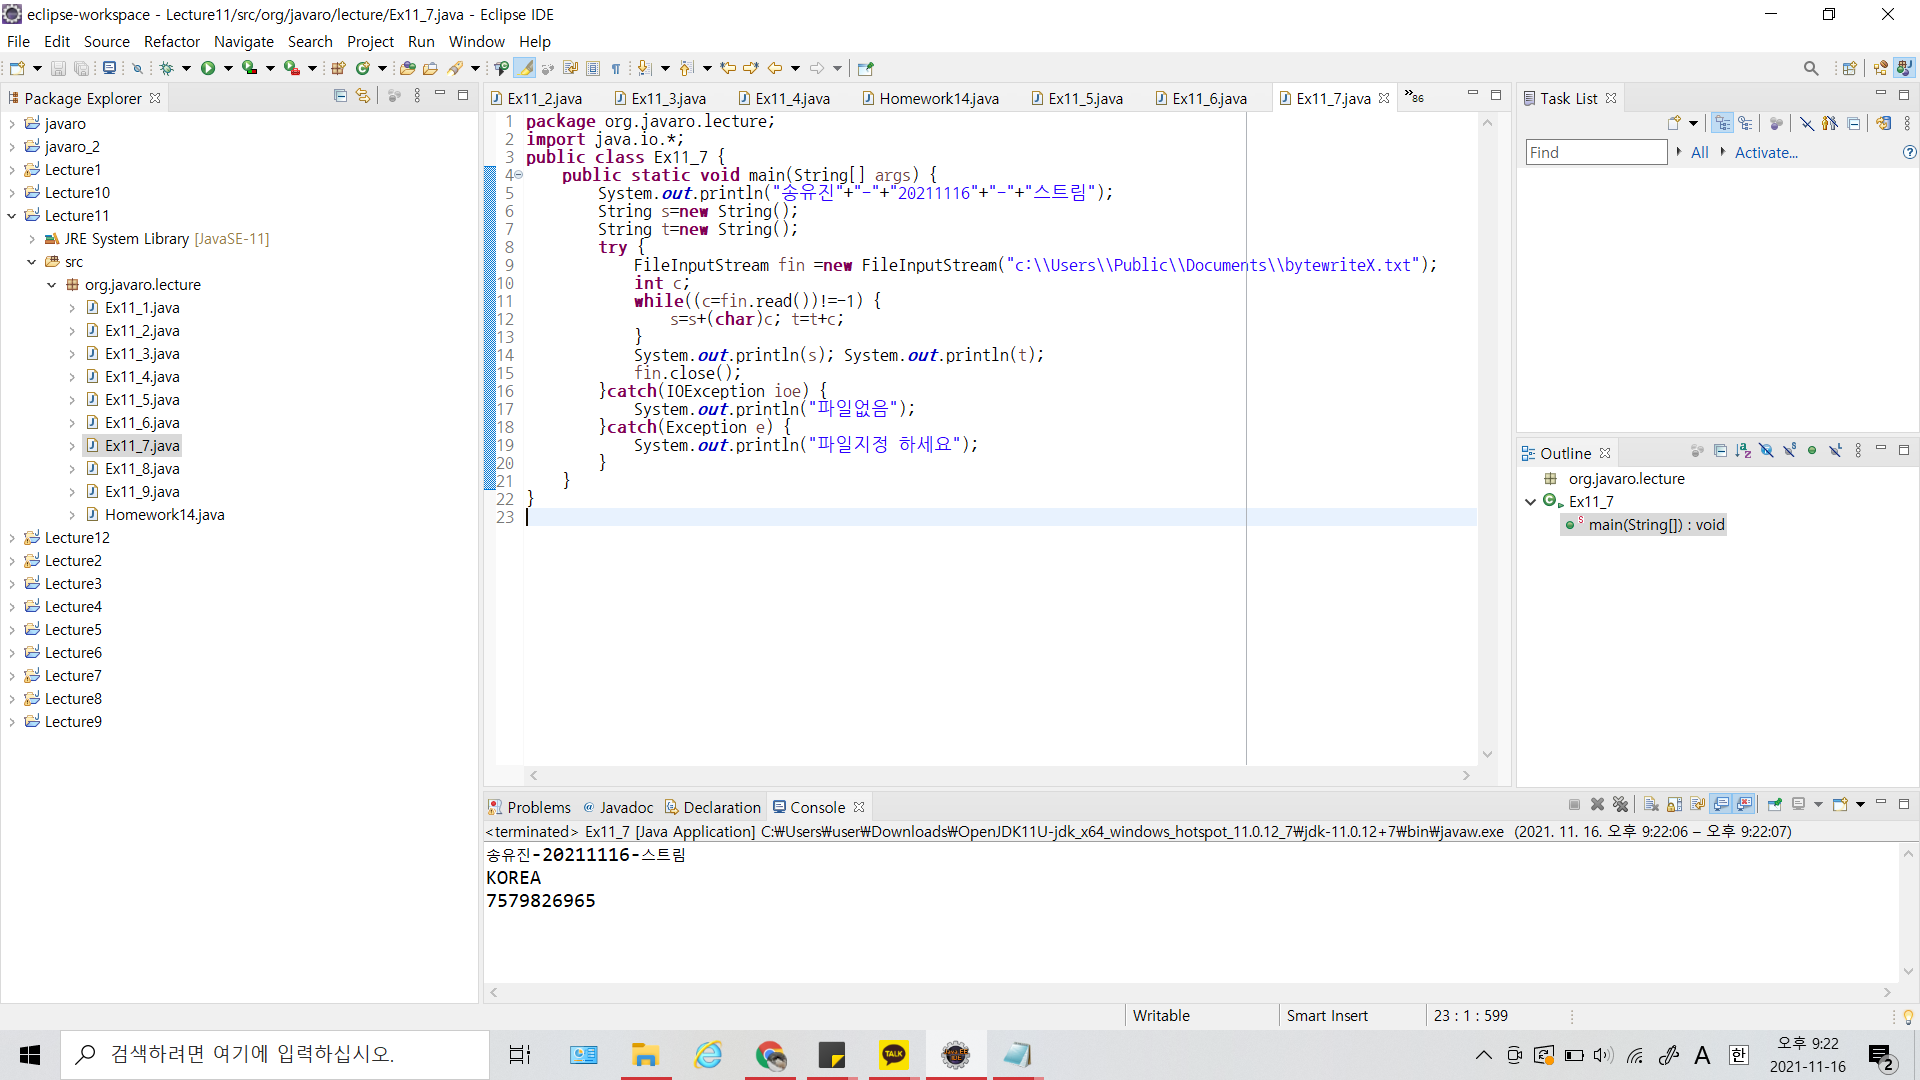 eclipse-workspace - Lecture11/src/org/javaro/lecture/Ex11_7.java - Eclipse IDE
File Edit Source Refactor Navigate Search Project Run Window Help
Package Explorer
javaro
javaro_2
Lecture1
Lecture10
Lecture11
JRE System Library [JavaSE-11]
src
org.javaro.lecture
Ex11_1.java
Ex11_2.java
Ex11_3.java
Ex11_4.java
Ex11_5.java
Ex11_6.java
Ex11_7.java
Ex11_8.java
Ex11_9.java
Homework14.java
Lecture12
Lecture2
Lecture3
Lecture4
Lecture5
Lecture6
Lecture7
Lecture8
Lecture9
Ex11_2.java Ex11_3.java Ex11_4.java Homework14.java Ex11_5.java Ex11_6.java Ex11_7.java »86
1 package org.javaro.lecture;
2 import java.io.*;
3 public class Ex11_7 {
4 public static void main(String[] args) {
5 System.out.println("송유진"+"-"+"20211116"+"-"+"스트림");
6 String s=new String();
7 String t=new String();
8 try {
9 FileInputStream fin =new FileInputStream("c:\\Users\\Public\\Documents\\bytewriteX.txt");
10 int c;
11 while((c=fin.read())!=-1) {
12 s=s+(char)c; t=t+c;
13 }
14 System.out.println(s); System.out.println(t);
15 fin.close();
16 }catch(IOException ioe) {
17 System.out.println("파일없음");
18 }catch(Exception e) {
19 System.out.println("파일지정 하세요");
20 }
21 }
22 }
23
Task List
Find All Activate...
Outline
org.javaro.lecture
Ex11_7
main(String[]) : void
Problems Javadoc Declaration Console
<terminated> Ex11_7 [Java Application] C:₩Users₩user₩Downloads₩OpenJDK11U-jdk_x64_windows_hotspot_11.0.12_7₩jdk-11.0.12+7₩bin₩javaw.exe (2021. 11. 16. 오후 9:22:06 – 오후 9:22:07)
송유진-20211116-스트림
KOREA
7579826965
Writable Smart Insert 23 : 1 : 599
검색하려면 여기에 입력하십시오.
TALK
A 한
오후 9:22
2021-11-16
2